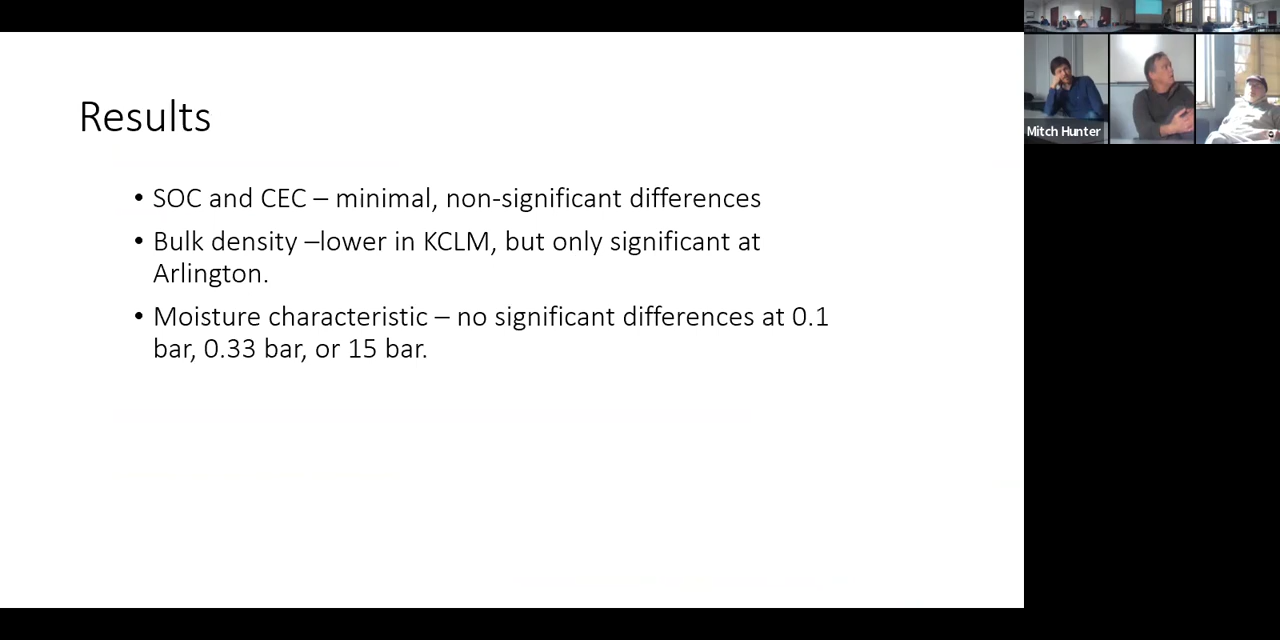 Results
• SOC and CEC – minimal, non-significant differences
• Bulk density –lower in KCLM, but only significant at
Arlington.
• Moisture characteristic – no significant differences at 0.1
bar, 0.33 bar, or 15 bar.
Mitch Hunter